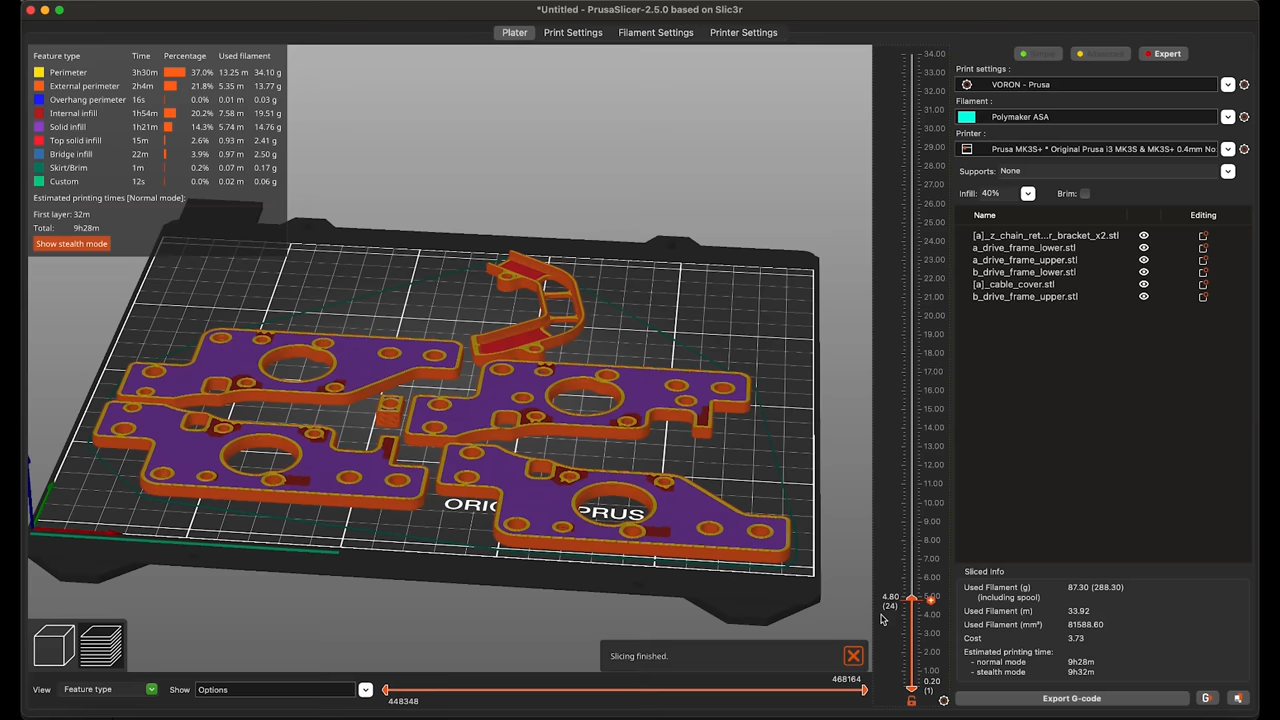 *Untitled - PrusaSlicer-2.5.0 based on Slic3r
Plater Print Settings Filament Settings Printer Settings
Feature type Time Percentage Used filament
Perimeter 3h30m 37.0% 13.25 m 34.10 g
External perimeter 2h4m 21.8% 5.35 m 13.77 g
Overhang perimeter 16s 0.0% 0.01 m 0.03 g
Internal infill 1h54m 20.2% 7.58 m 19.51 g
Solid infill 1h21m 14.3% 5.74 m 14.76 g
Top solid infill 15m 2.6% 0.93 m 2.41 g
Bridge infill 22m 3.9% 0.97 m 2.50 g
Skirt/Brim 1m 0.2% 0.07 m 0.17 g
Custom 12s 0.0% 0.02 m 0.06 g
Estimated printing times [Normal mode]:
First layer: 32m
Total: 9h28m
Show stealth mode
ORIG PRUS
Slicing finished.
View Feature type Show Options
468164
448348
34.00
33.00
32.00
31.00
30.00
29.00
28.00
27.00
26.00
25.00
24.00
23.00
22.00
21.00
20.00
19.00
18.00
17.00
16.00
15.00
14.00
13.00
12.00
11.00
10.00
9.00
8.00
7.00
6.00
5.00
4.80
(24)
4.00
3.00
2.00
1.00
0.20
(1)
Expert
Print settings :
VORON - Prusa
Filament :
Polymaker ASA
Printer :
Prusa MK3S+ * Original Prusa i3 MK3S & MK3S+ 0.4mm No
Supports: None
Infill: 40% Brim:
Name Editing
[a]_z_chain_ret...r_bracket_x2.stl
a_drive_frame_lower.stl
a_drive_frame_upper.stl
b_drive_frame_lower.stl
[a]_cable_cover.stl
b_drive_frame_upper.stl
Sliced Info
Used Filament (g) 87.30 (288.30)
(including spool)
Used Filament (m) 33.92
Used Filament (mm³) 81588.60
Cost 3.73
Estimated printing time:
- normal mode 9h28m
- stealth mode 9h32m
Export G-code